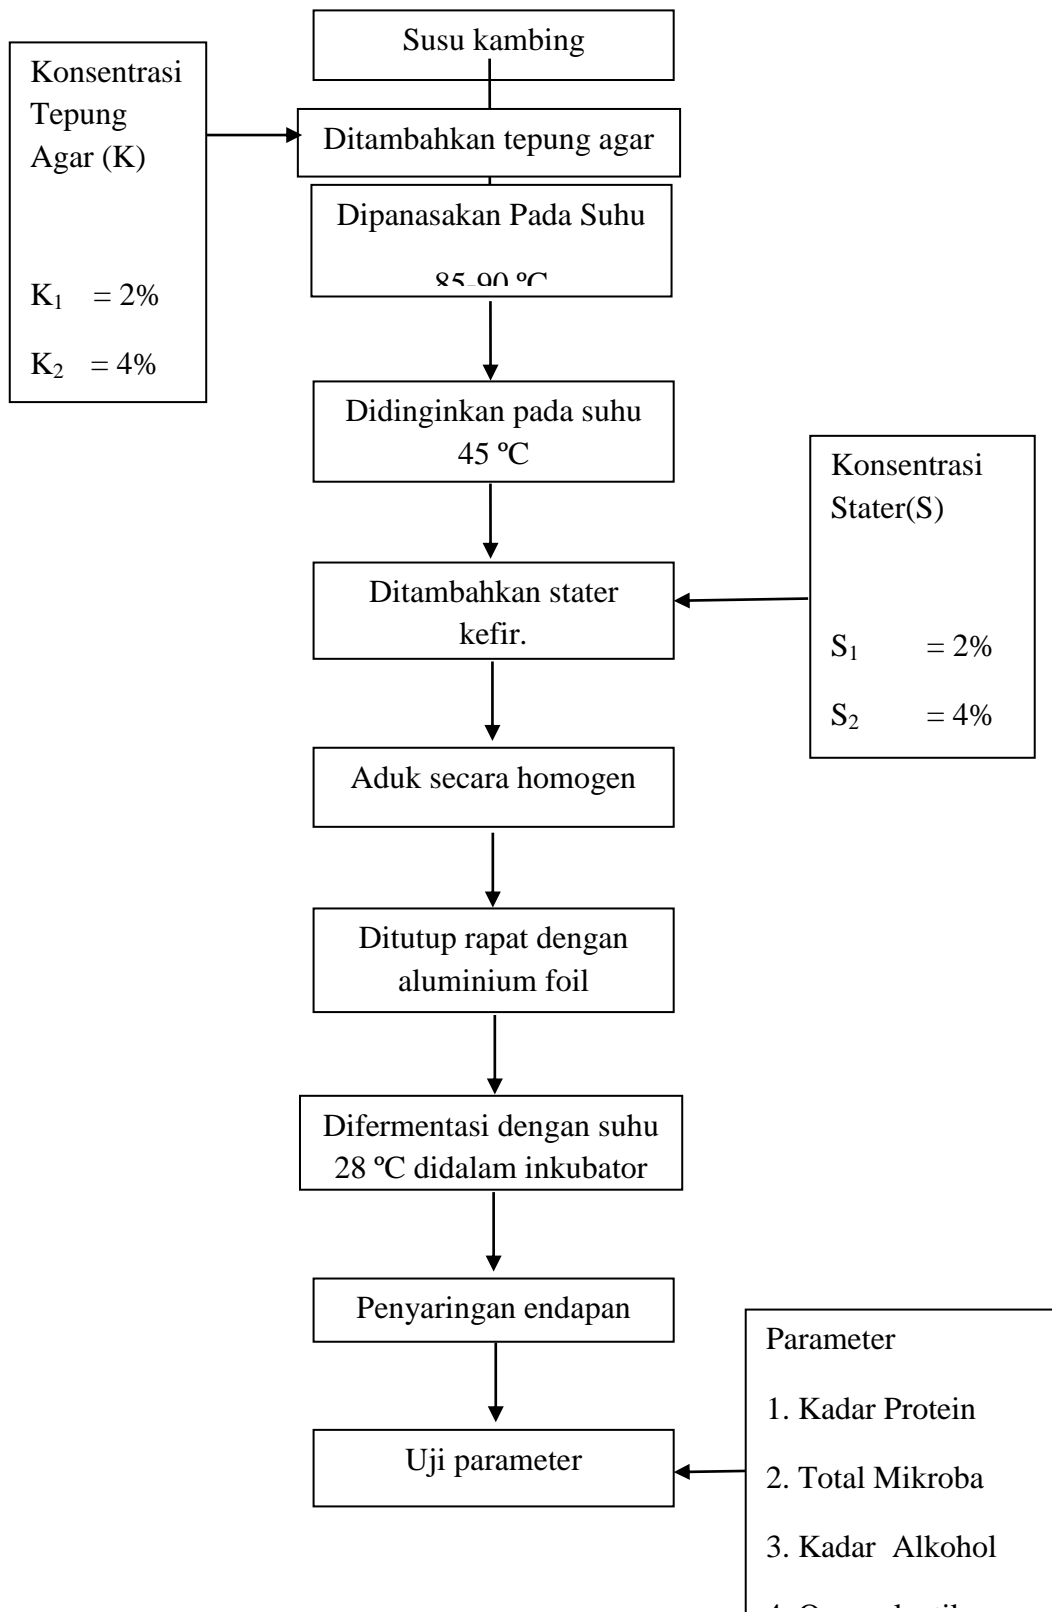 Susu kambing
Konsentrasi
Tepung
Agar (K)
K₁ = 2%
K₂ = 4%
Ditambahkan tepung agar
Dipanasakan Pada Suhu
85-90 ºC
Didinginkan pada suhu
45 ºC
Konsentrasi
Stater(S)
S₁ = 2%
S₂ = 4%
Ditambahkan stater
kefir.
Aduk secara homogen
Ditutup rapat dengan
aluminium foil
Difermentasi dengan suhu
28 ºC didalam inkubator
Penyaringan endapan
Uji parameter
Parameter
1. Kadar Protein
2. Total Mikroba
3. Kadar Alkohol